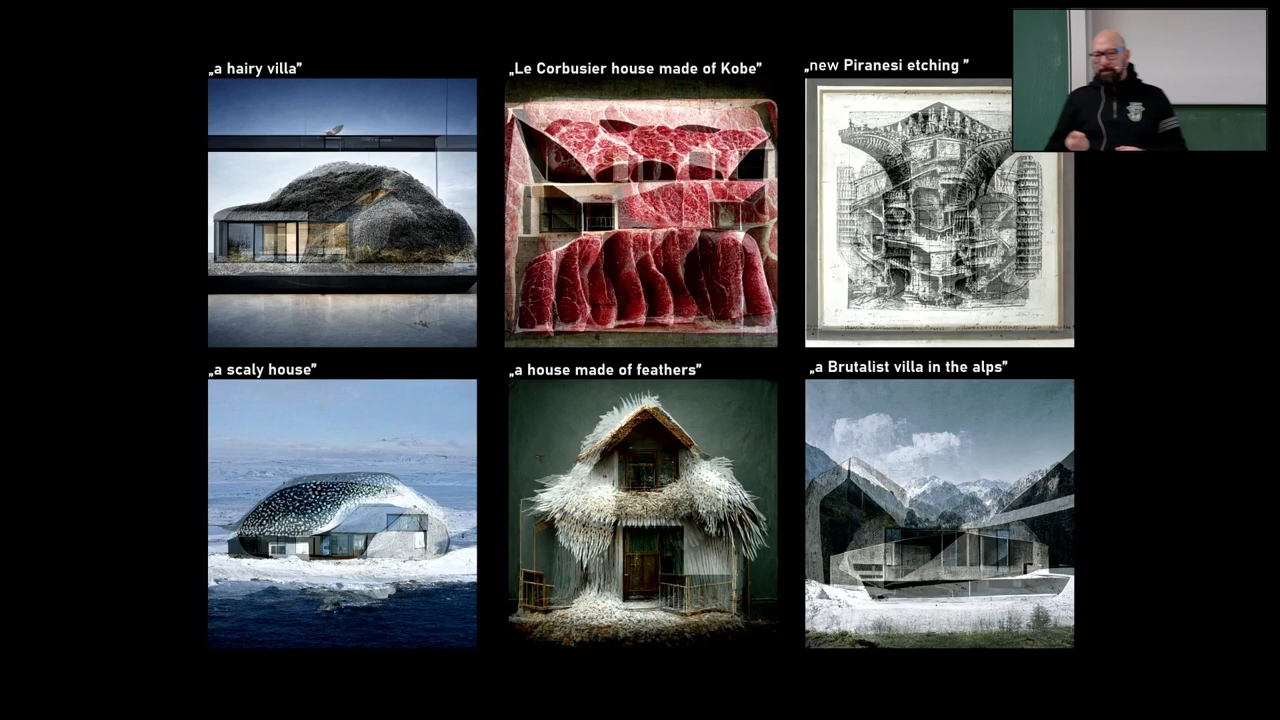 „a hairy villa”
„Le Corbusier house made of Kobe”
„new Piranesi etching ”
„a scaly house”
„a house made of feathers”
„a Brutalist villa in the alps”